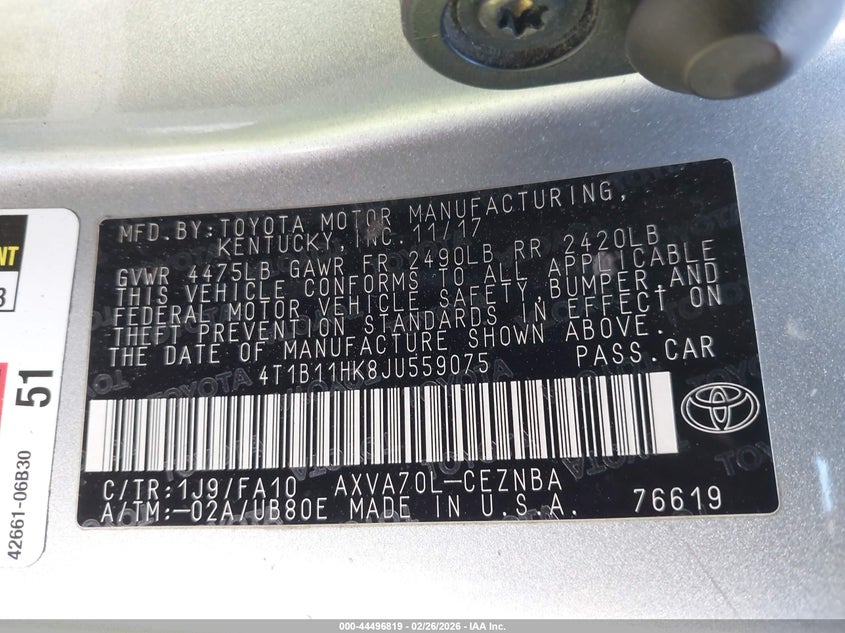 MFD.BY:TOYOTA MOTOR MANUFACTURING,
KENTUCKY,INC. 11/17
GVWR 4475LB GAWR FR 2490LB RR 2420LB
THIS VEHICLE CONFORMS TO ALL APPLICABLE
FEDERAL MOTOR VEHICLE SAFETY,BUMPER,AND
THEFT PREVENTION STANDARDS IN EFFECT ON
THE DATE OF MANUFACTURE SHOWN ABOVE.
4T1B11HK8JU559075 PASS.CAR
C/TR:1J9/FA10 AXVA70L-CEZNBA
A/TM:-02A/UB80E MADE IN U.S.A. 76619
51
42661-06B30
000-44496819 - 02/26/2026 - IAA Inc.